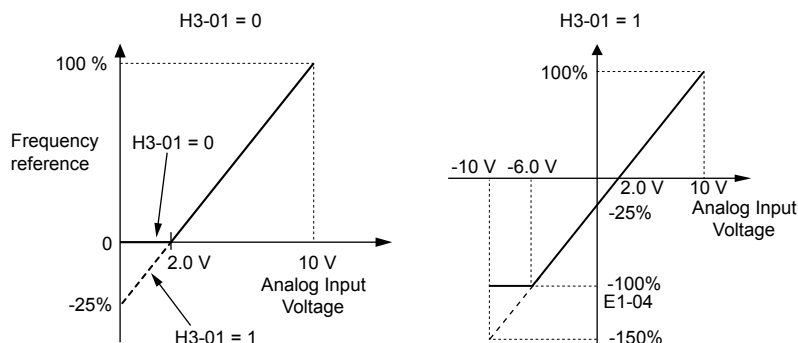 H3-01 = 0
100 %
Frequency
reference
H3-01 = 0
0
2.0 V
10 V
Analog Input
Voltage
-25%
H3-01 = 1
H3-01 = 1
100%
-10 V
-6.0 V
2.0 V
10 V
Analog Input
Voltage
-25%
-100%
E1-04
-150%